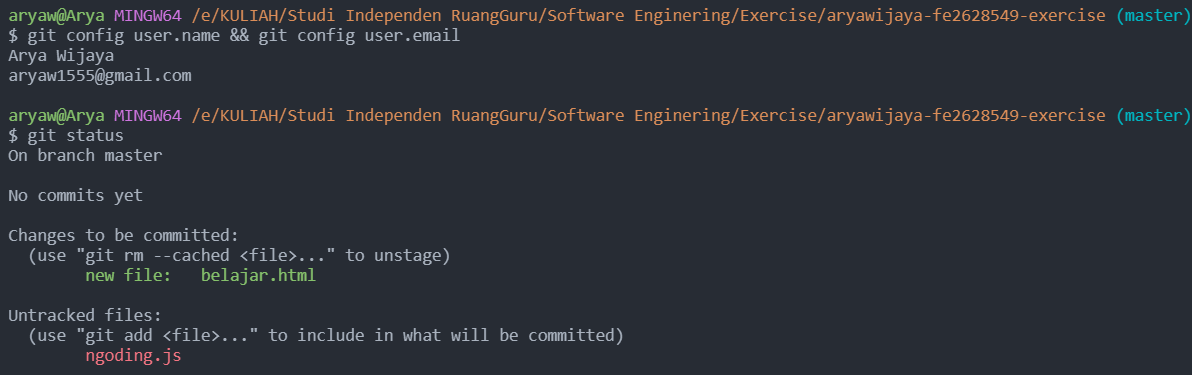 aryaw@Arya MINGW64 /e/KULIAH/Studi Independen RuangGuru/Software Enginering/Exercise/aryawijaya-fe2628549-exercise (master)
$ git config user.name && git config user.email
Arya Wijaya
aryaw1555@gmail.com
aryaw@Arya MINGW64 /e/KULIAH/Studi Independen RuangGuru/Software Enginering/Exercise/aryawijaya-fe2628549-exercise (master)
$ git status
On branch master
No commits yet
Changes to be committed:
(use "git rm --cached <file>..." to unstage)
new file:   belajar.html
Untracked files:
(use "git add <file>..." to include in what will be committed)
ngoding.js